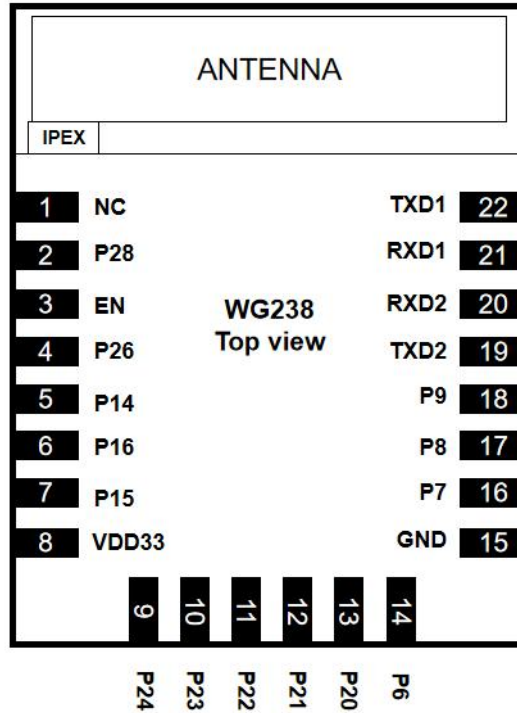 ANTENNA
IPEX
1 NC TXD1 22
2 P28 RXD1 21
3 EN RXD2 20
WG238
Top view
4 P26 TXD2 19
5 P14 P9 18
6 P16 P8 17
7 P15 P7 16
8 VDD33 GND 15
9 10 11 12 13 14
P24 P23 P22 P21 P20 P6